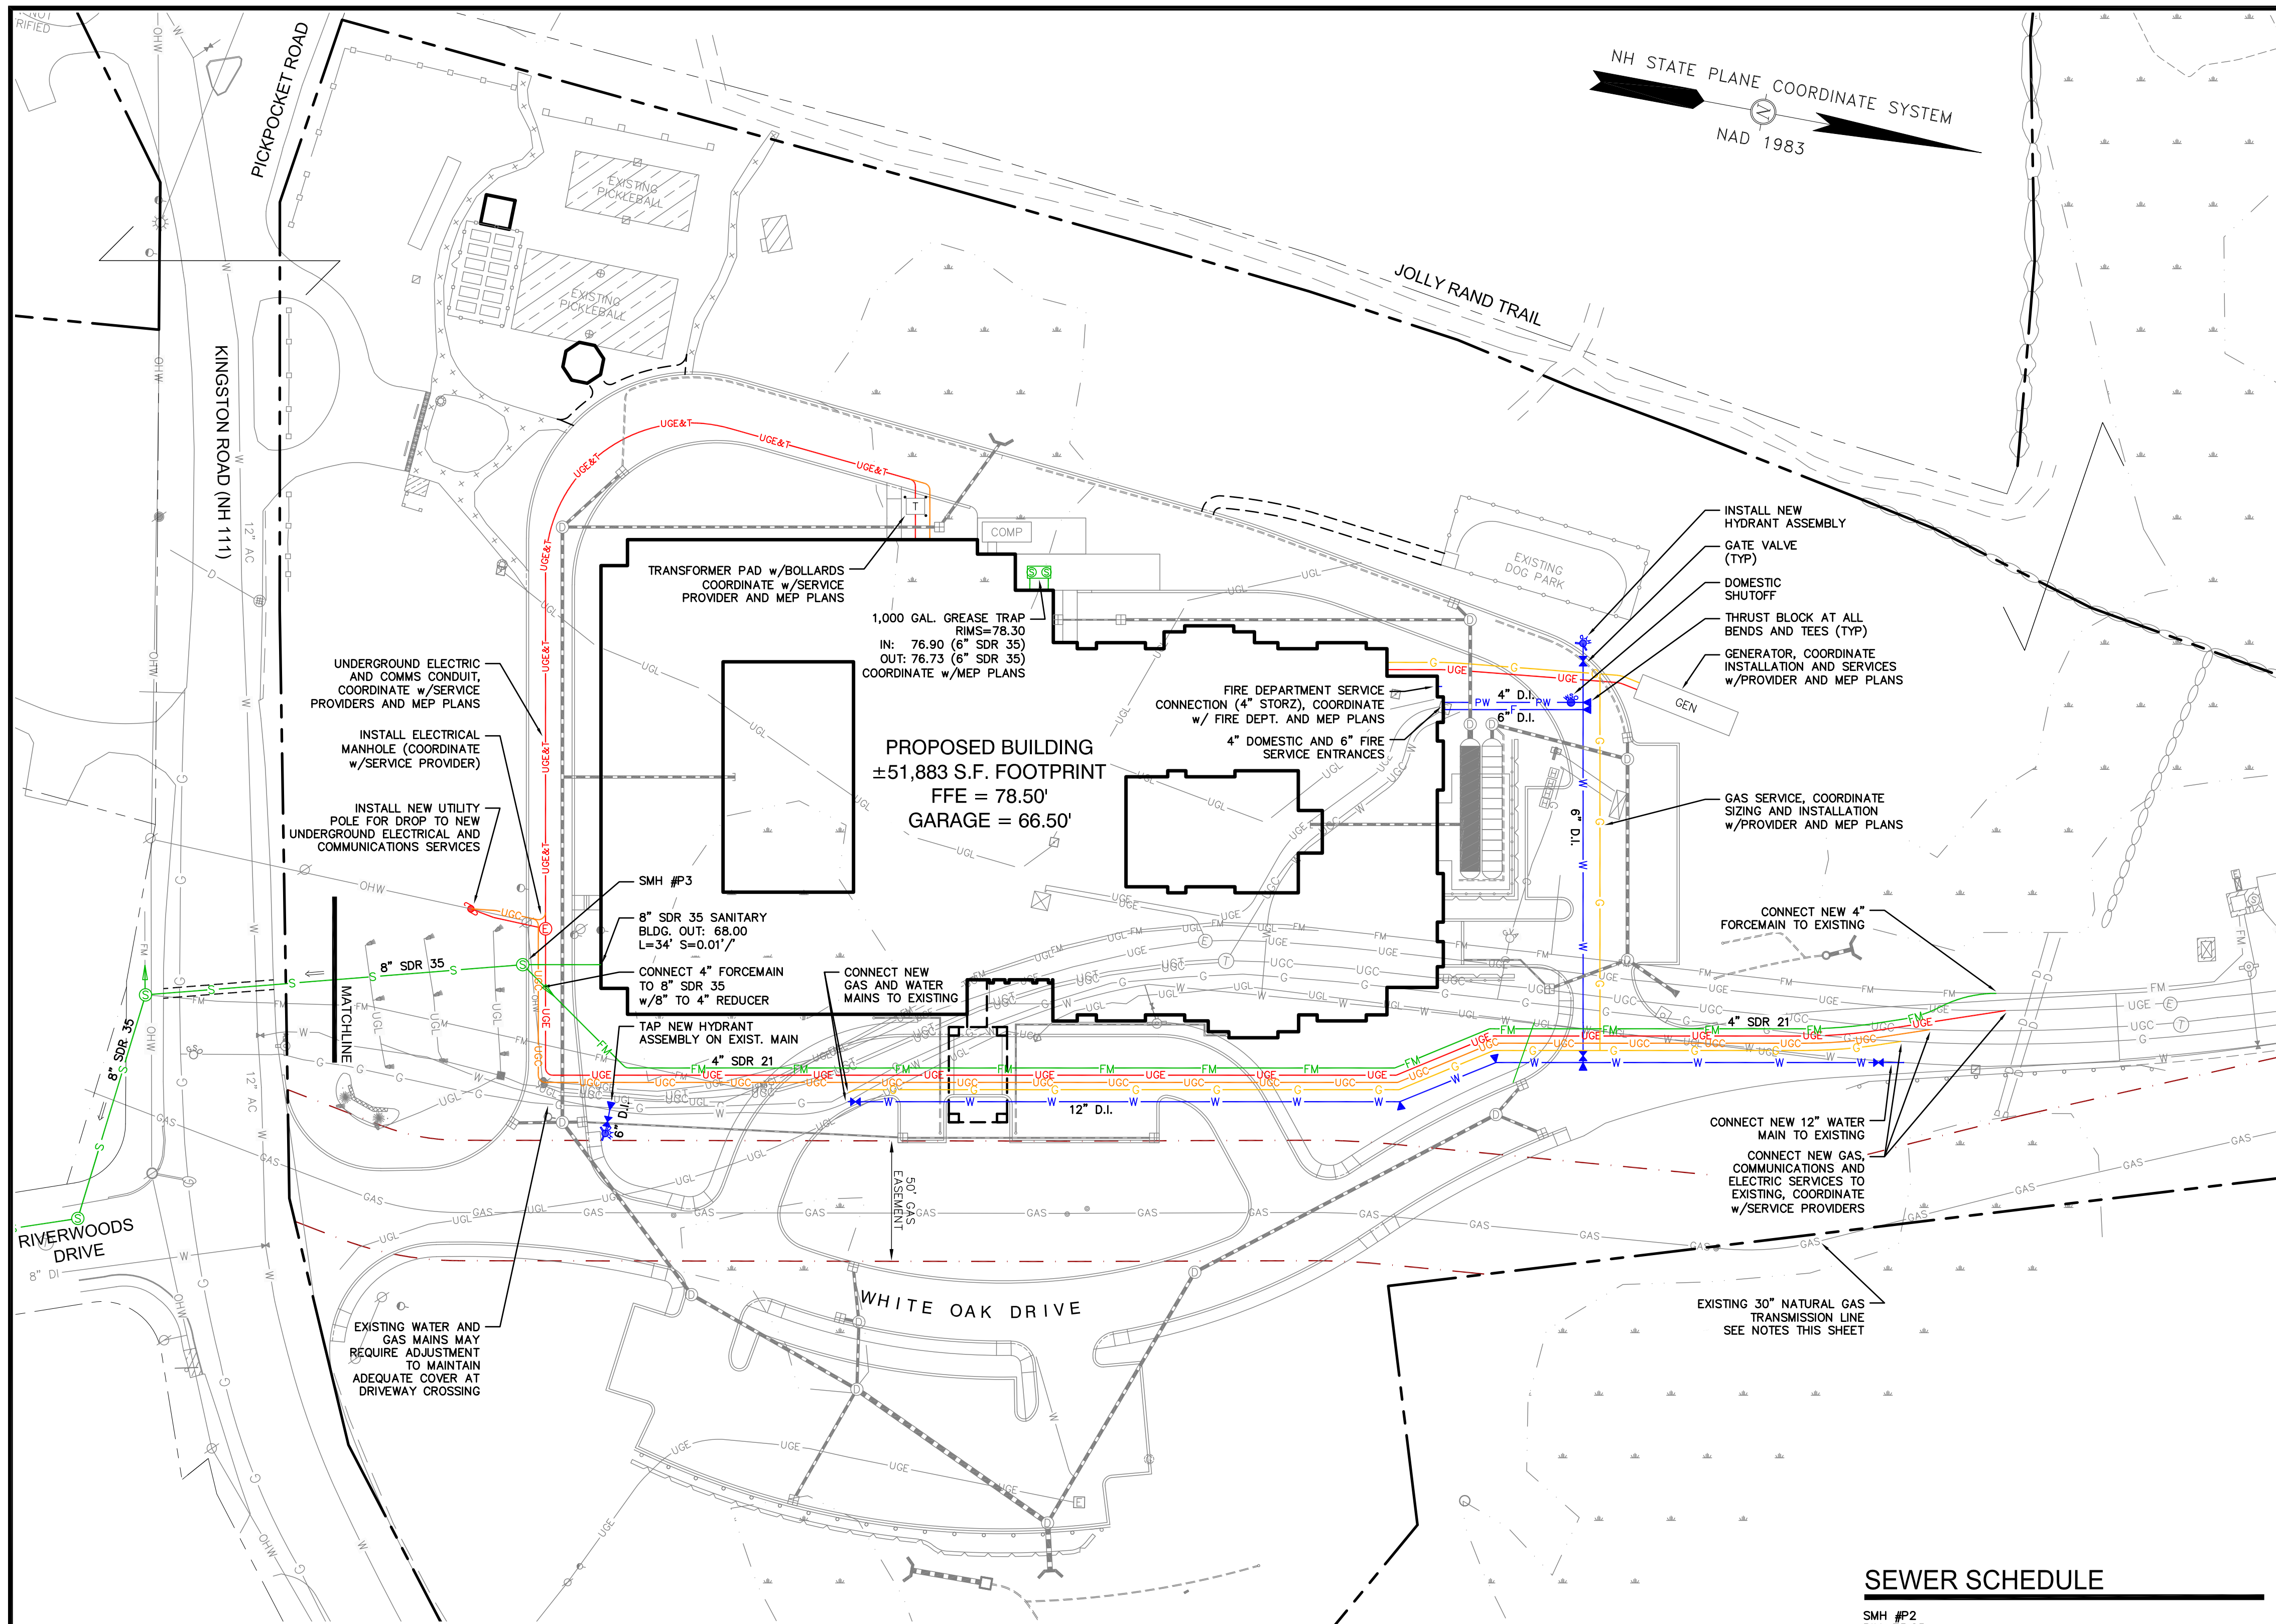 RIFIED
PICKPOCKET ROAD
KINGSTON ROAD (NH 111)
12" AC
12" AC
NH STATE PLANE COORDINATE SYSTEM
N
NAD 1983
JOLLY RAND TRAIL
EXISTING
PICKLEBALL
EXISTING
PICKLEBALL
EXISTING
DOG PARK
COMP
T
GEN
TRANSFORMER PAD w/BOLLARDS
COORDINATE w/SERVICE
PROVIDER AND MEP PLANS
1,000 GAL. GREASE TRAP
RIMS=78.30
IN: 76.90 (6" SDR 35)
OUT: 76.73 (6" SDR 35)
COORDINATE w/MEP PLANS
UNDERGROUND ELECTRIC
AND COMMS CONDUIT,
COORDINATE w/SERVICE
PROVIDERS AND MEP PLANS
INSTALL ELECTRICAL
MANHOLE (COORDINATE
w/SERVICE PROVIDER)
INSTALL NEW UTILITY
POLE FOR DROP TO NEW
UNDERGROUND ELECTRICAL AND
COMMUNICATIONS SERVICES
PROPOSED BUILDING
±51,883 S.F. FOOTPRINT
FFE = 78.50'
GARAGE = 66.50'
FIRE DEPARTMENT SERVICE
CONNECTION (4" STORZ), COORDINATE
w/ FIRE DEPT. AND MEP PLANS
4" DOMESTIC AND 6" FIRE
SERVICE ENTRANCES
4" D.I.
6" D.I.
6" D.I.
INSTALL NEW
HYDRANT ASSEMBLY
GATE VALVE
(TYP)
DOMESTIC
SHUTOFF
THRUST BLOCK AT ALL
BENDS AND TEES (TYP)
GENERATOR, COORDINATE
INSTALLATION AND SERVICES
w/PROVIDER AND MEP PLANS
GAS SERVICE, COORDINATE
SIZING AND INSTALLATION
w/PROVIDER AND MEP PLANS
CONNECT NEW 4"
FORCEMAIN TO EXISTING
SMH #P3
8" SDR 35 SANITARY
BLDG. OUT: 68.00
L=34' S=0.01'/'
CONNECT 4" FORCEMAIN
TO 8" SDR 35
w/8" TO 4" REDUCER
TAP NEW HYDRANT
ASSEMBLY ON EXIST. MAIN
CONNECT NEW
GAS AND WATER
MAINS TO EXISTING
8" SDR 35
8" SDR 35
MATCHLINE
4" SDR 21
4" SDR 21
6" D.I.
12" D.I.
50' GAS
EASEMENT
CONNECT NEW 12" WATER
MAIN TO EXISTING
CONNECT NEW GAS,
COMMUNICATIONS AND
ELECTRIC SERVICES TO
EXISTING, COORDINATE
w/SERVICE PROVIDERS
EXISTING 30" NATURAL GAS
TRANSMISSION LINE
SEE NOTES THIS SHEET
RIVERWOODS
DRIVE
8" DI
EXISTING WATER AND
GAS MAINS MAY
REQUIRE ADJUSTMENT
TO MAINTAIN
ADEQUATE COVER AT
DRIVEWAY CROSSING
WHITE OAK DRIVE
SEWER SCHEDULE
SMH #P2